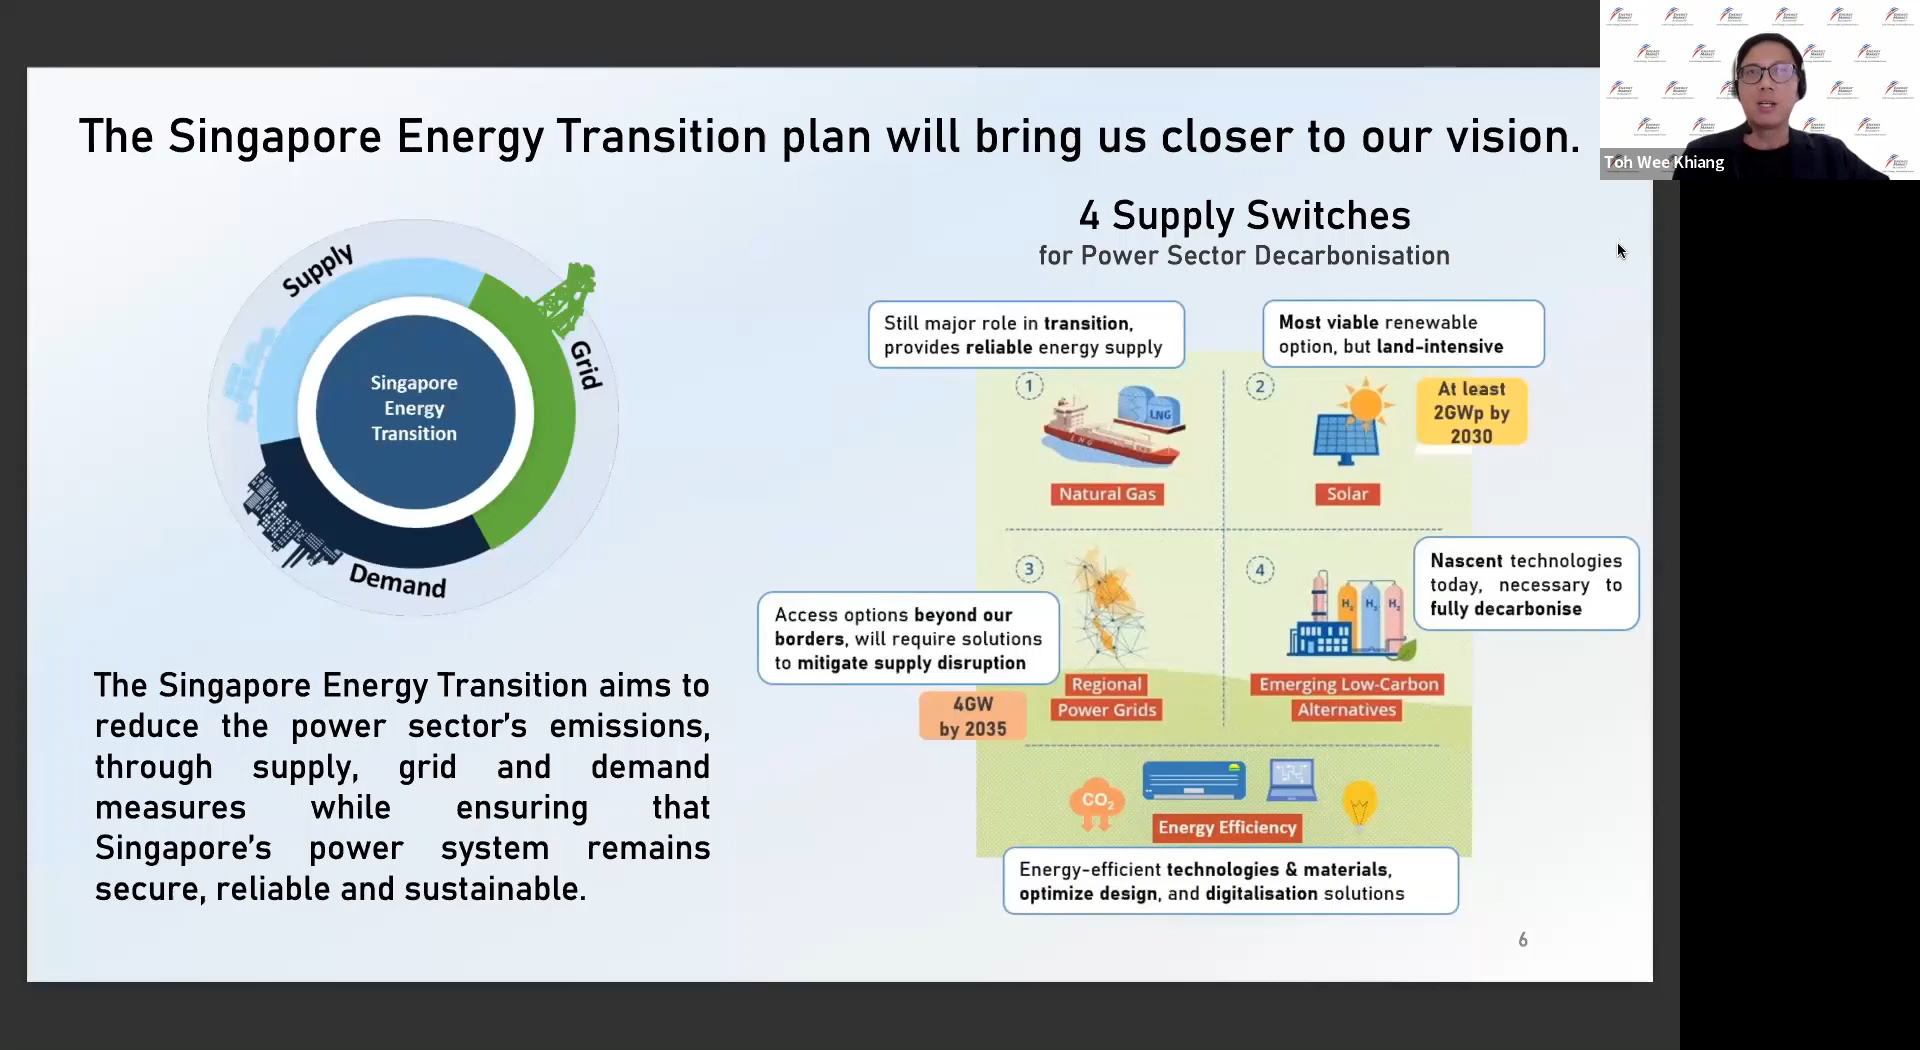 The Singapore Energy Transition plan will bring us closer to our vision.
Toh Wee Khiang
Supply
Grid
Demand
Singapore
Energy
Transition
The Singapore Energy Transition aims to
reduce the power sector's emissions,
through supply, grid and demand
measures while ensuring that
Singapore's power system remains
secure, reliable and sustainable.
4 Supply Switches
for Power Sector Decarbonisation
Still major role in transition,
provides reliable energy supply
1
LNG
LNG
Natural Gas
Most viable renewable
option, but land-intensive
2
At least
2GWp by
2030
Solar
3
Access options beyond our
borders, will require solutions
to mitigate supply disruption
Regional
Power Grids
4GW
by 2035
4
H2 H2 H2
Nascent technologies
today, necessary to
fully decarbonise
Emerging Low-Carbon
Alternatives
CO2
Energy Efficiency
Energy-efficient technologies & materials,
optimize design, and digitalisation solutions
6